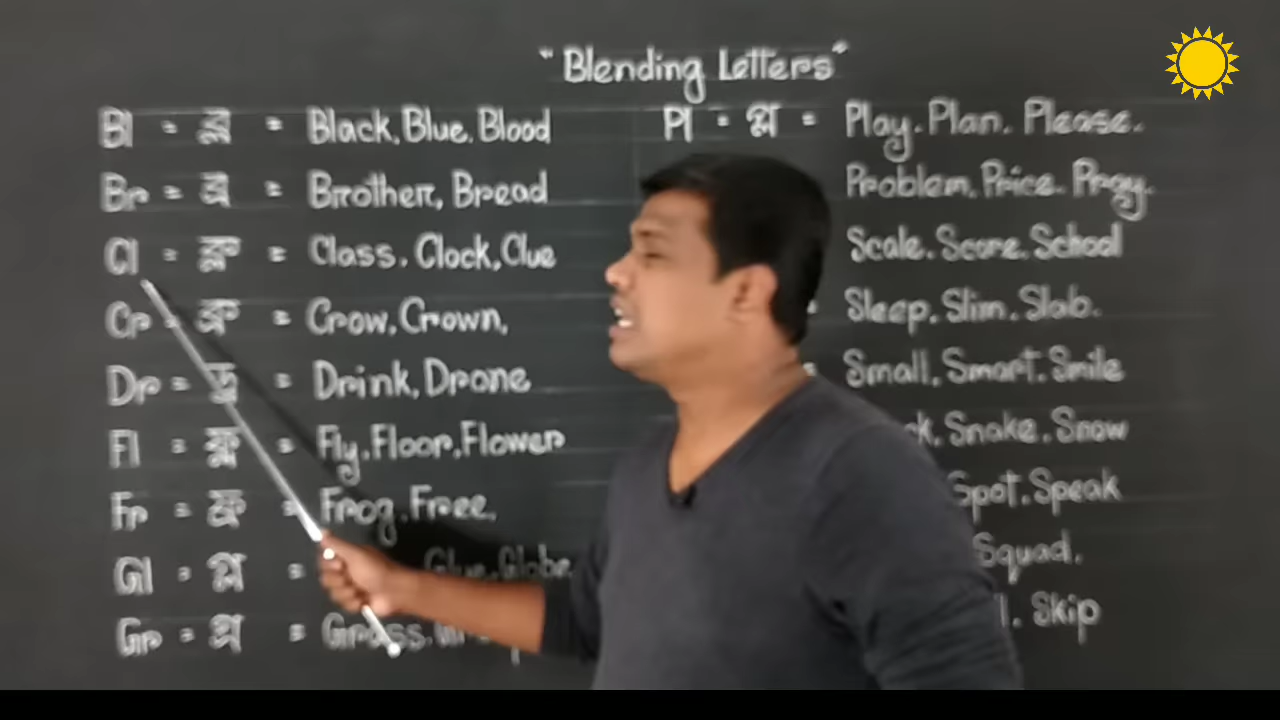 "Blending Letters"
Bl = ব্ল = Black, Blue. Blood
Br = ব্র = Brother, Bread
Cl = ক্ল = Class. Clock, Clue
Cr = ক্র = Crow, Crown,
Dr = ড্র = Drink, Drone
Fl = ফ্ল = Fly. Floor. Flower
Fr = ফ্র = Frog. Free.
Gl = গ্ল = Glue. Globe.
Gr = গ্র = Grass.
Pl = প্ল = Play. Plan. Please.
Problem. Price. Pray.
Scale. Score. School
Sleep. Slim. Slab.
Small. Smart. Smile
Snake. Snow
Spot. Speak
Squad.
Skip